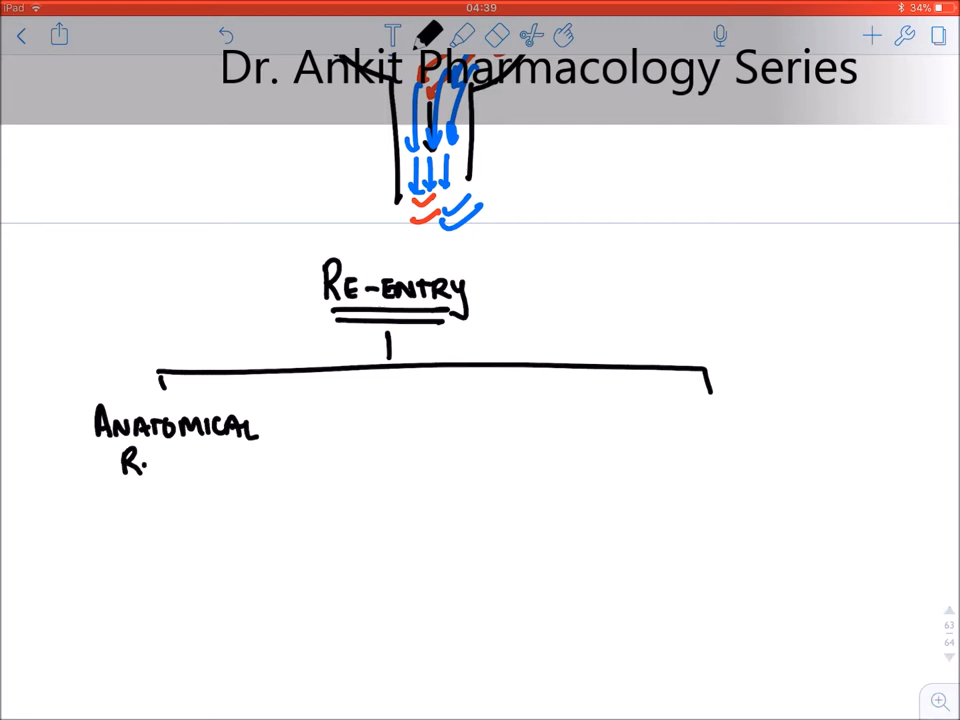 iPad 04:39 34%
T
Dr. Ankit Pharmacology Series
RE-ENTRY
ANATOMICAL
R.
63
64